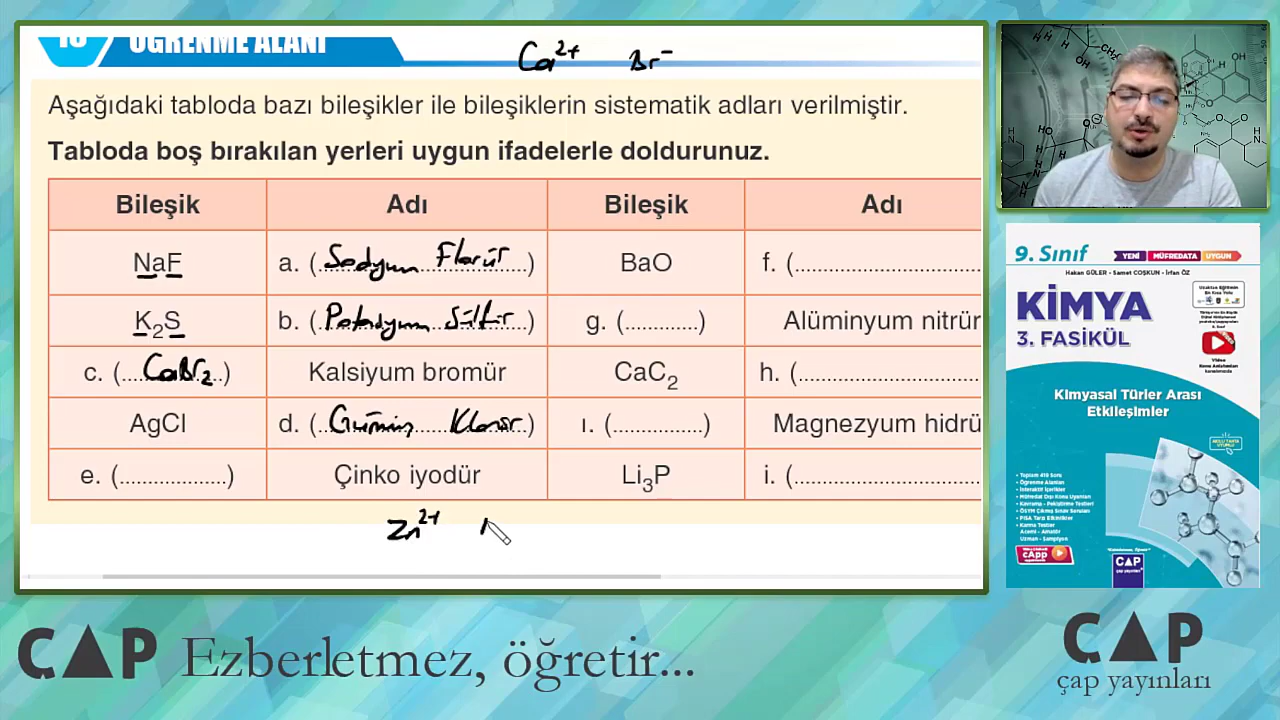 ÖĞRENME ALANI
Ca²⁺ Br⁻
Aşağıdaki tabloda bazı bileşikler ile bileşiklerin sistematik adları verilmiştir.
Tabloda boş bırakılan yerleri uygun ifadelerle doldurunuz.
Bileşik Adı Bileşik Adı
NaF a. (Sodyum Florür) BaO f. (....................
K₂S b. (Potasyum Sülfür) g. (............) Alüminyum nitrür
c. (CaBr₂) Kalsiyum bromür CaC₂ h. (....................
AgCl d. (Gümüş Klorür) ı. (...............) Magnezyum hidrü
e. (..................) Çinko iyodür Li₃P i. (....................
Zn²⁺
9. Sınıf
YENİ MÜFREDATA UYGUN
Hakan GÜLER - Samet COŞKUN - İrfan ÖZ
KİMYA
3. FASİKÜL
Kimyasal Türler Arası
Etkileşimler
ÇAP
ÇAP Ezberletmez, öğretir...
ÇAP
çap yayınları